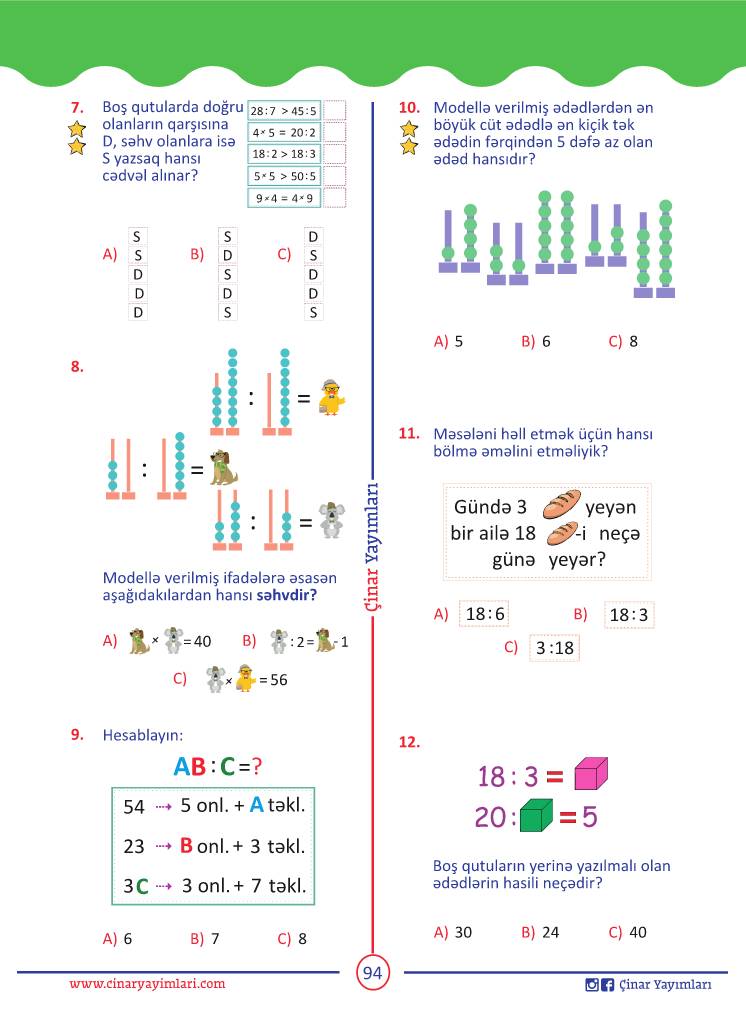 7. Boş qutularda doğru
olanların qarşısına
D, səhv olanlara isə
S yazsaq hansı
cədvəl alınar?
28:7 > 45:5
4×5 = 20:2
18:2 > 18:3
5×5 > 50:5
9×4 = 4×9
A) S S D D D
B) S D S D S
C) D S D D S
8.
: =
: =
: =
Modellə verilmiş ifadələrə əsasən
aşağıdakılardan hansı səhvdir?
A) × = 40 B) :2= - 1
C) × = 56
9. Hesablayın:
AB:C=?
54 ⇢ 5 onl. + A təkl.
23 ⇢ B onl. + 3 təkl.
3C ⇢ 3 onl. + 7 təkl.
A) 6 B) 7 C) 8
Çinar Yayımları
10. Modellə verilmiş ədədlərdən ən
böyük cüt ədədlə ən kiçik tək
ədədin fərqindən 5 dəfə az olan
ədəd hansıdır?
A) 5 B) 6 C) 8
11. Məsələni həll etmək üçün hansı
bölmə əməlini etməliyik?
Gündə 3 yeyən
bir ailə 18 -i neçə
günə yeyər?
A) 18:6 B) 18:3
C) 3:18
12.
18:3 =
20: = 5
Boş qutuların yerinə yazılmalı olan
ədədlərin hasili neçədir?
A) 30 B) 24 C) 40
www.cinaryayimlari.com
94
Çinar Yayımları